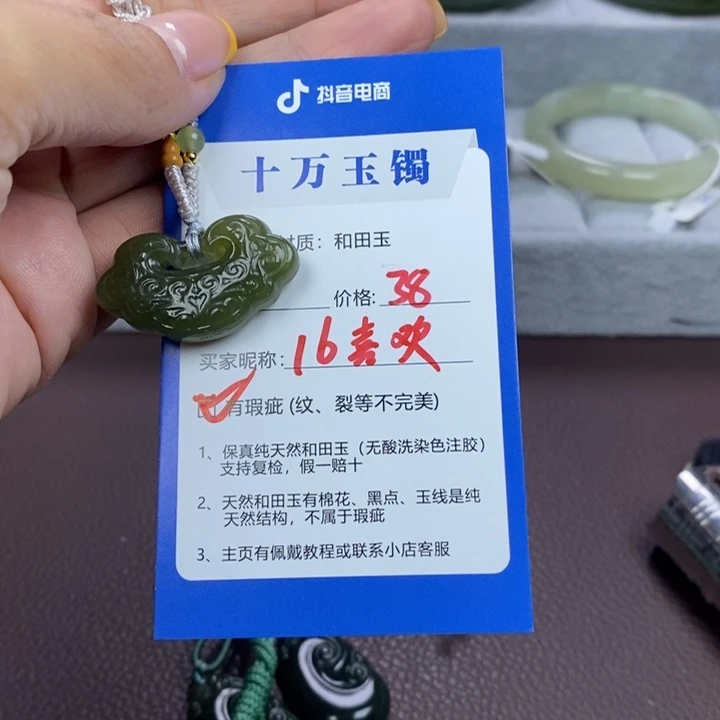 抖音电商
十万玉镯
质：和田玉
价格：38
买家昵称：16喜欢
有瑕疵（纹、裂等不完美）
1、保真纯天然和田玉（无酸洗染色注胶）
支持复检，假一赔十
2、天然和田玉有棉花、黑点、玉线是纯
天然结构，不属于瑕疵
3、主页有佩戴教程或联系小店客服